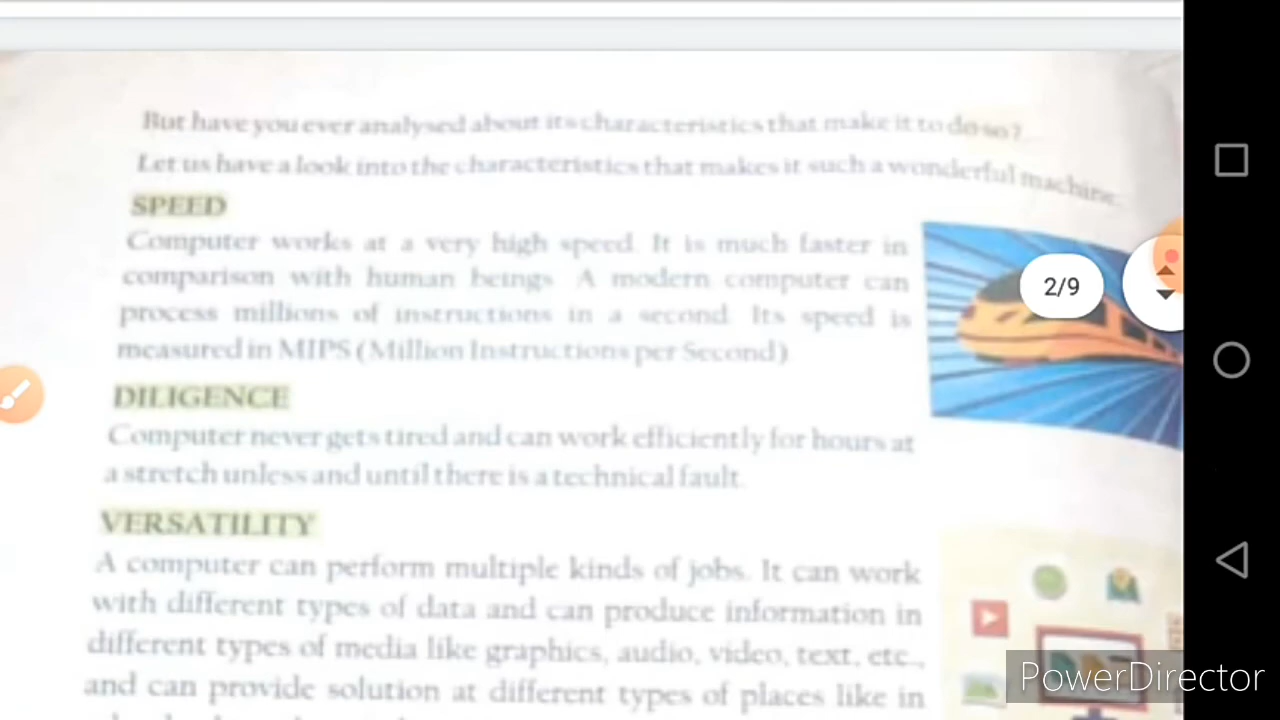 But have you ever analysed about its characteristics that make it to do so?
Let us have a look into the characteristics that makes it such a wonderful machine.
SPEED
Computer works at a very high speed. It is much faster in
comparison with human beings. A modern computer can
process millions of instructions in a second. Its speed is
measured in MIPS (Million Instructions per Second)
2/9
DILIGENCE
Computer never gets tired and can work efficiently for hours at
a stretch unless and until there is a technical fault.
VERSATILITY
A computer can perform multiple kinds of jobs. It can work
with different types of data and can produce information in
different types of media like graphics, audio, video, text, etc.,
and can provide solution at different types of places like in
PowerDirector